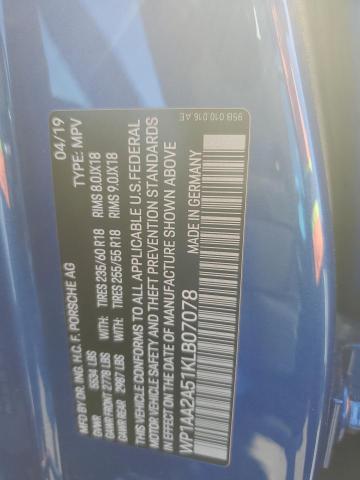 95B 010 016 AE
MFD BY DR. ING. H.C. F. PORSCHE AG 04/19
GVWR 5534 LBS TYPE: MPV
GAWR FRONT 2778 LBS WITH TIRES 235/60 R18 RIMS 8.0JX18
GAWR REAR 2987 LBS WITH TIRES 255/55 R18 RIMS 9.0JX18
THIS VEHICLE CONFORMS TO ALL APPLICABLE U.S. FEDERAL
MOTOR VEHICLE SAFETY AND THEFT PREVENTION STANDARDS
IN EFFECT ON THE DATE OF MANUFACTURE SHOWN ABOVE
WP1AA2A51KLB07078 MADE IN GERMANY